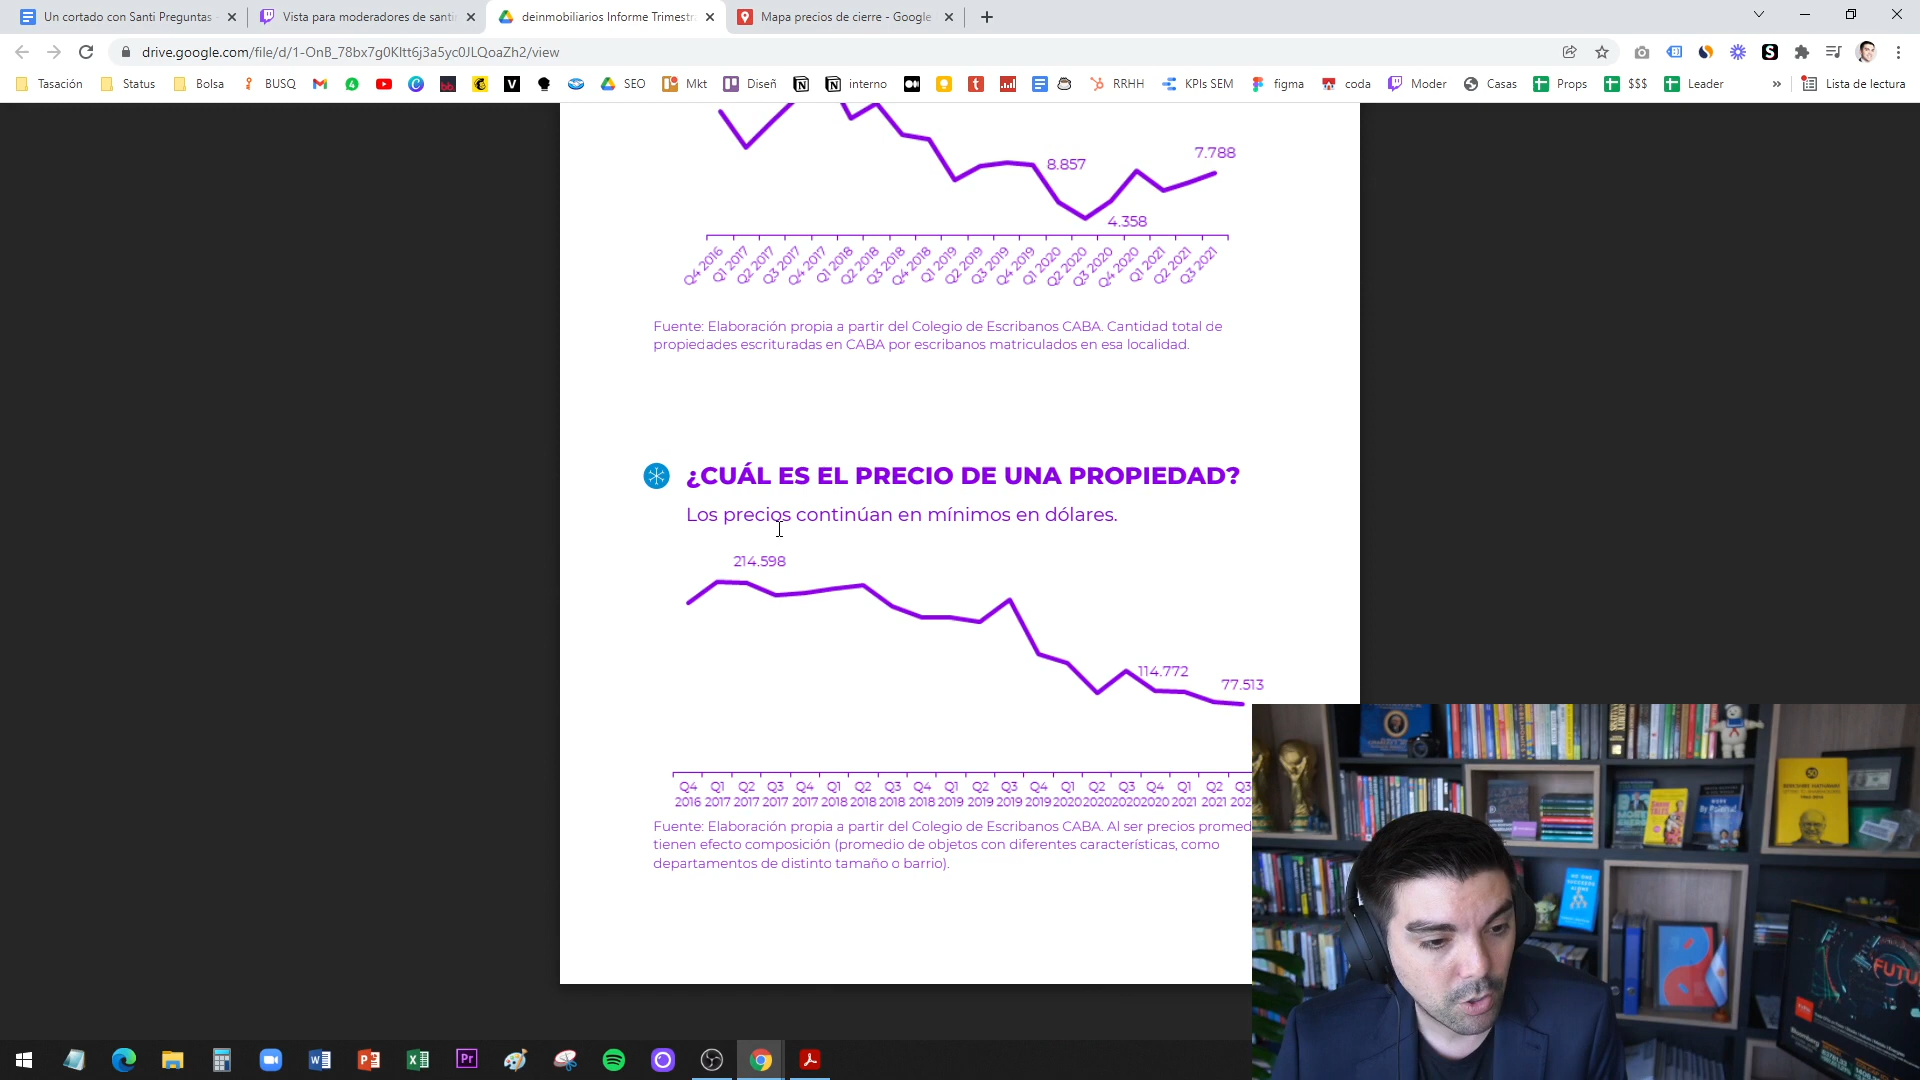 Un cortado con Santi Preguntas
Vista para moderadores de santi
deinmobiliarios Informe Trimestr
Mapa precios de cierre - Google
drive.google.com/file/d/1-OnB_78bx7g0KItt6j3a5yc0JLQoaZh2/view
Tasación
Status
Bolsa
BUSQ
SEO
Mkt
Diseñ
interno
RRHH
KPIs SEM
figma
coda
Moder
Casas
Props
$$$
Leader
»
Lista de lectura
8.857
7.788
4.358
Q4 2016
Q1 2017
Q2 2017
Q3 2017
Q4 2017
Q1 2018
Q2 2018
Q3 2018
Q4 2018
Q1 2019
Q2 2019
Q3 2019
Q4 2019
Q1 2020
Q2 2020
Q3 2020
Q4 2020
Q1 2021
Q2 2021
Q3 2021
Fuente: Elaboración propia a partir del Colegio de Escribanos CABA. Cantidad total de
propiedades escrituradas en CABA por escribanos matriculados en esa localidad.
¿CUÁL ES EL PRECIO DE UNA PROPIEDAD?
Los precios continúan en mínimos en dólares.
214.598
114.772
77.513
Q4 Q1 Q2 Q3 Q4 Q1 Q2 Q3 Q4 Q1 Q2 Q3 Q4 Q1 Q2 Q3 Q4 Q1 Q2 Q3
2016 2017 2017 2017 2017 2018 2018 2018 2018 2019 2019 2019 2019 2020 2020 2020 2020 2021 2021 202
Fuente: Elaboración propia a partir del Colegio de Escribanos CABA. Al ser precios promed
tienen efecto composición (promedio de objetos con diferentes características, como
departamentos de distinto tamaño o barrio).
FUTU